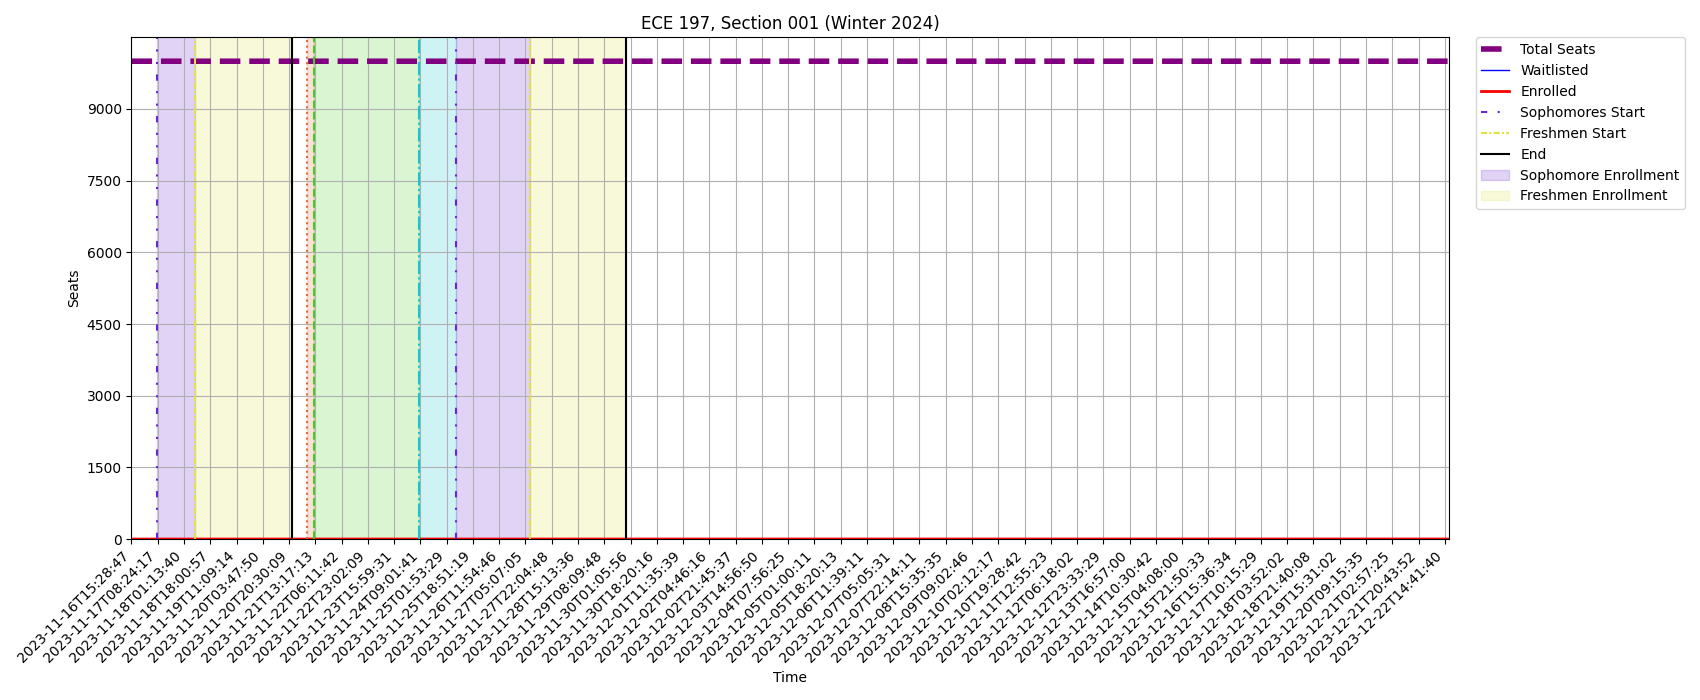 ECE 197, Section 001 (Winter 2024)
Total Seats
Waitlisted
Enrolled
Sophomores Start
Freshmen Start
End
Sophomore Enrollment
Freshmen Enrollment
Seats
9000
7500
6000
4500
3000
1500
0
2023-11-16T15:28:47
2023-11-17T08:24:17
2023-11-18T01:13:40
2023-11-18T18:00:57
2023-11-19T11:09:14
2023-11-20T03:47:50
2023-11-20T20:30:09
2023-11-21T13:17:13
2023-11-22T06:11:42
2023-11-22T23:02:09
2023-11-23T15:59:31
2023-11-24T09:01:41
2023-11-25T01:53:29
2023-11-25T18:51:19
2023-11-26T11:54:46
2023-11-27T05:07:05
2023-11-27T22:04:48
2023-11-28T15:13:36
2023-11-29T08:09:48
2023-11-30T01:05:56
2023-11-30T18:20:16
2023-12-01T11:35:39
2023-12-02T04:46:16
2023-12-02T21:45:37
2023-12-03T14:56:50
2023-12-04T07:56:25
2023-12-05T01:00:11
2023-12-05T18:20:13
2023-12-06T11:39:11
2023-12-07T05:05:31
2023-12-07T22:14:11
2023-12-08T15:35:35
2023-12-09T09:02:46
2023-12-10T02:12:17
2023-12-10T19:28:42
2023-12-11T12:55:23
2023-12-12T06:18:02
2023-12-12T23:33:29
2023-12-13T16:57:00
2023-12-14T10:30:42
2023-12-15T04:08:00
2023-12-15T21:50:33
2023-12-16T15:36:34
2023-12-17T10:15:29
2023-12-18T03:52:02
2023-12-18T21:40:08
2023-12-19T15:31:02
2023-12-20T09:15:35
2023-12-21T02:57:25
2023-12-21T20:43:52
2023-12-22T14:41:40
Time